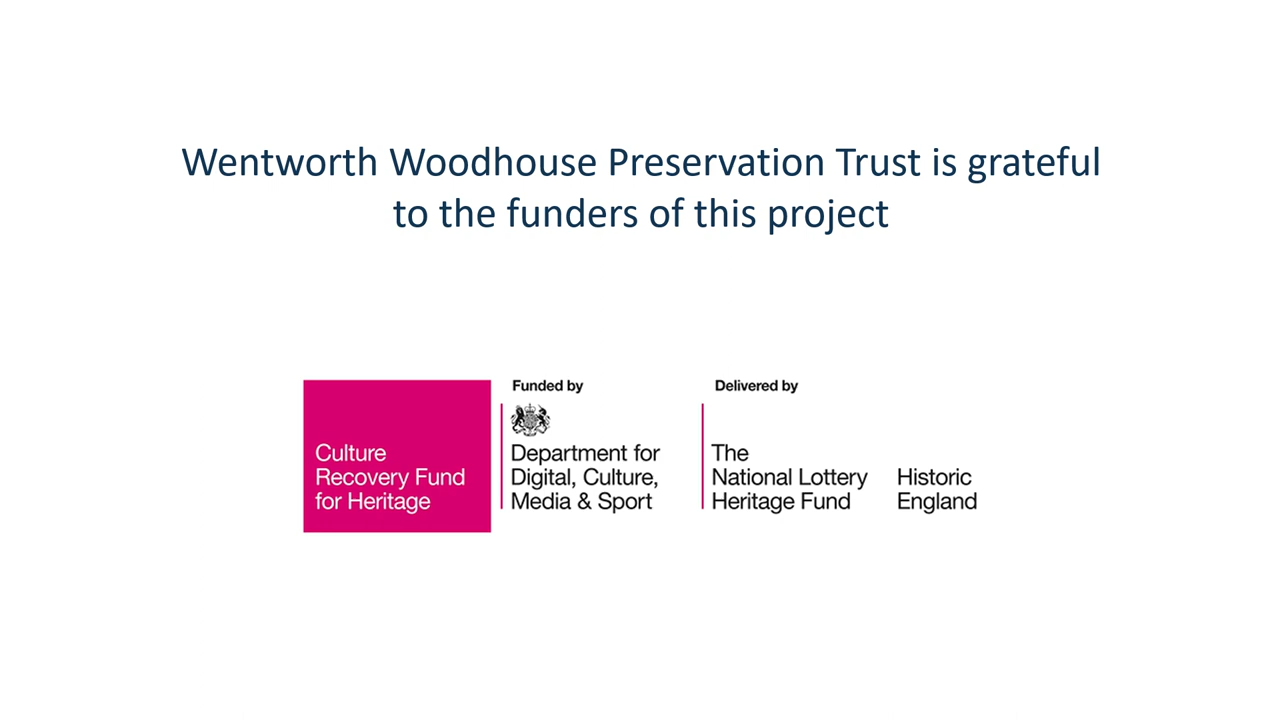 Wentworth Woodhouse Preservation Trust is grateful
to the funders of this project
Culture
Recovery Fund
for Heritage
Funded by
Department for
Digital, Culture,
Media & Sport
Delivered by
The
National Lottery
Heritage Fund
Historic
England